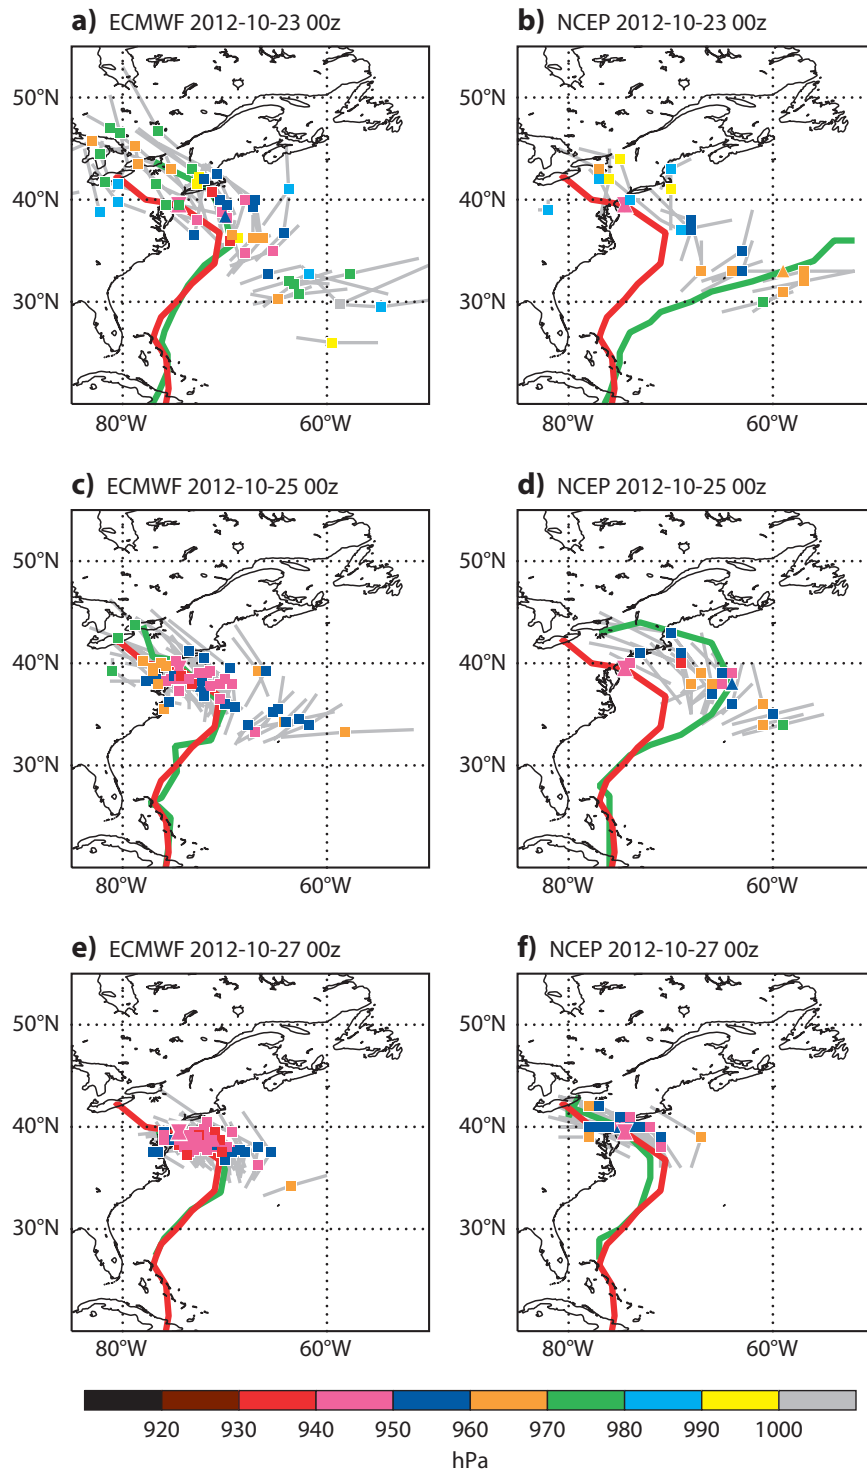 a) ECMWF 2012-10-23 00z
b) NCEP 2012-10-23 00z
50°N
50°N
40°N
40°N
30°N
30°N
80°W
60°W
80°W
60°W
c) ECMWF 2012-10-25 00z
d) NCEP 2012-10-25 00z
50°N
50°N
40°N
40°N
30°N
30°N
80°W
60°W
80°W
60°W
e) ECMWF 2012-10-27 00z
f) NCEP 2012-10-27 00z
50°N
50°N
40°N
40°N
30°N
30°N
80°W
60°W
80°W
60°W
920 930 940 950 960 970 980 990 1000
hPa